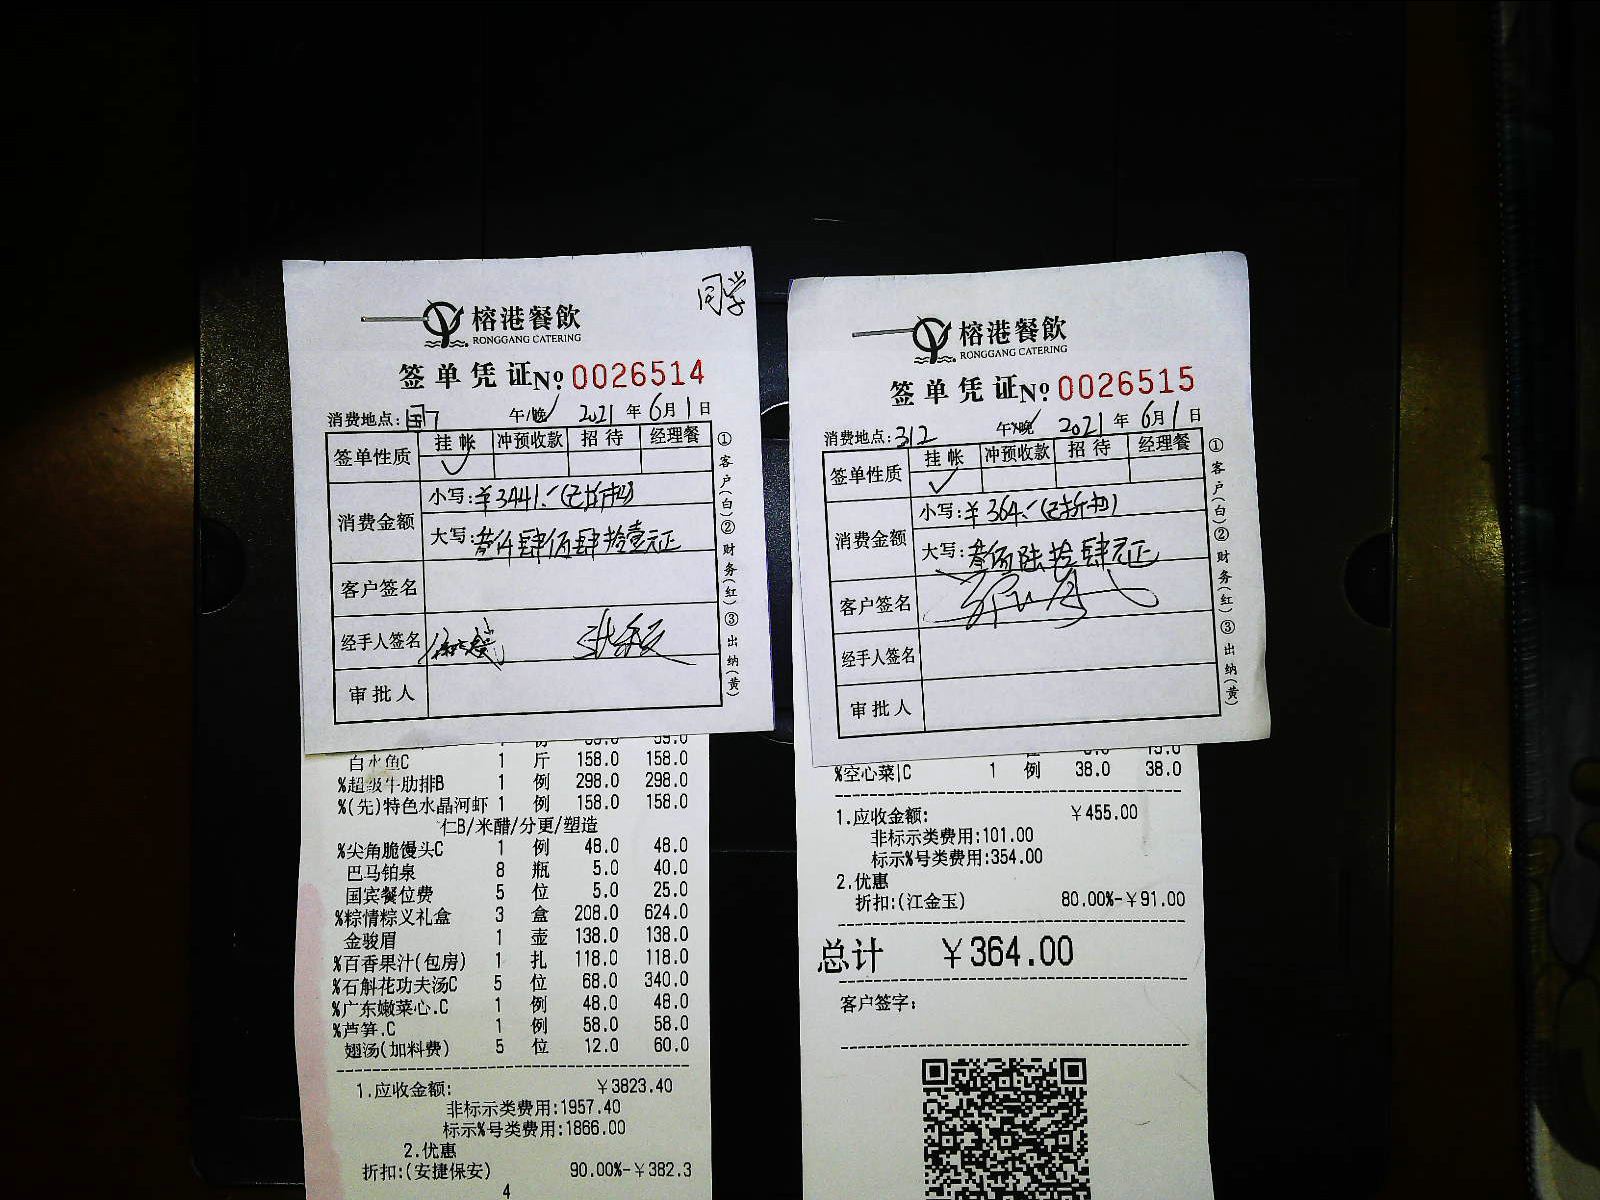 同学
榕港餐飲
RONGGANG CATERING
签单凭证 No 0026514
消费地点: 国7 午/晚 2021 年 6月1日
签单性质 挂帐 冲预收款 招待 经理餐
✓
消费金额 小写:¥3441.-(已折扣)
大写:叁仟肆佰肆拾壹元正
客户签名
经手人签名
审批人
①客户(白)②财务(红)③出纳(黄)
白水鱼C 1 斤 158.0 158.0
%超级牛肋排B 1 例 298.0 298.0
%(先)特色水晶河虾 1 例 158.0 158.0
仁B/米醋/分更/塑造
%尖角脆馒头C 1 例 48.0 48.0
巴马铂泉 8 瓶 5.0 40.0
国宾餐位费 5 位 5.0 25.0
%粽情粽义礼盒 3 盒 208.0 624.0
金骏眉 1 壶 138.0 138.0
%百香果汁(包房) 1 扎 118.0 118.0
%石斛花功夫汤C 5 位 68.0 340.0
%广东嫩菜心.C 1 例 48.0 48.0
%芦笋.C 1 例 58.0 58.0
翅汤(加料费) 5 位 12.0 60.0
1.应收金额: ¥3823.40
非标示类费用:1957.40
标示%号类费用:1866.00
2.优惠
折扣:(安捷保安) 90.00%-¥382.3
4
榕港餐飲
RONGGANG CATERING
签单凭证 No 0026515
消费地点: 312 午/晚 2021 年 6月1日
签单性质 挂帐 冲预收款 招待 经理餐
✓
消费金额 小写:¥364.-(已折扣)
大写:叁佰陆拾肆元正
客户签名
经手人签名
审批人
①客户(白)②财务(红)③出纳(黄)
%空心菜|C 1 例 38.0 38.0
1.应收金额: ¥455.00
非标示类费用:101.00
标示%号类费用:354.00
2.优惠
折扣:(江金玉) 80.00%-¥91.00
总计 ¥364.00
客户签字: